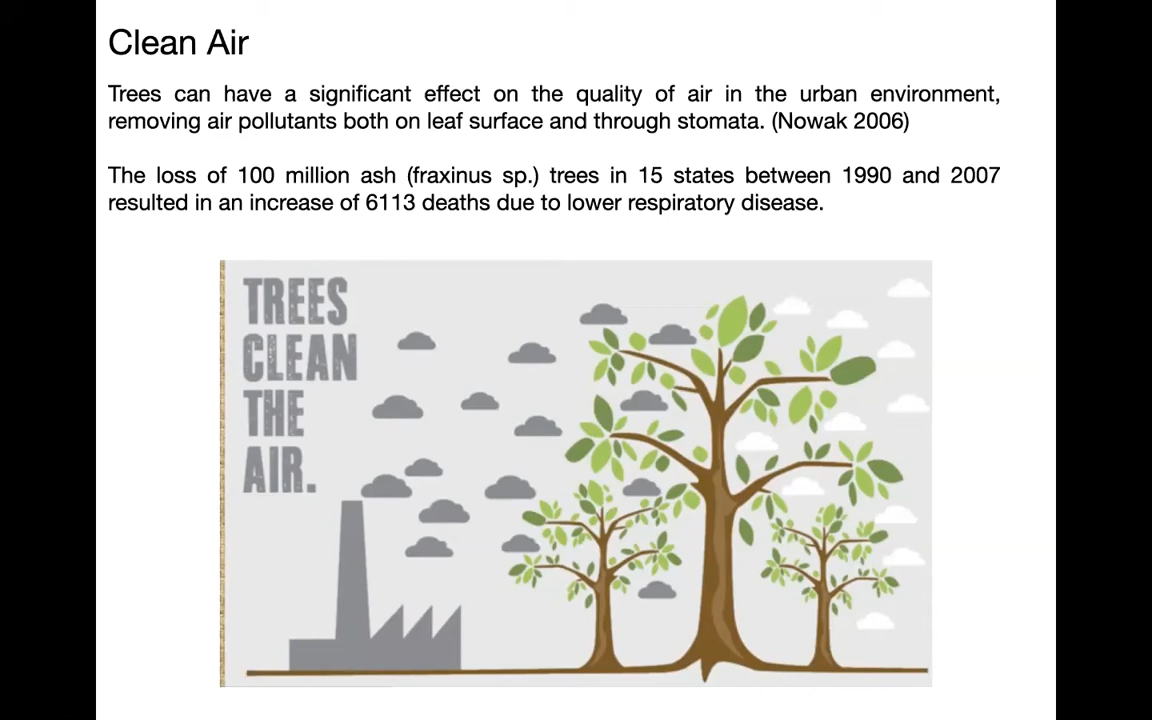 Clean Air
Trees can have a significant effect on the quality of air in the urban environment,
removing air pollutants both on leaf surface and through stomata. (Nowak 2006)
The loss of 100 million ash (fraxinus sp.) trees in 15 states between 1990 and 2007
resulted in an increase of 6113 deaths due to lower respiratory disease.
TREES
CLEAN
THE
AIR.